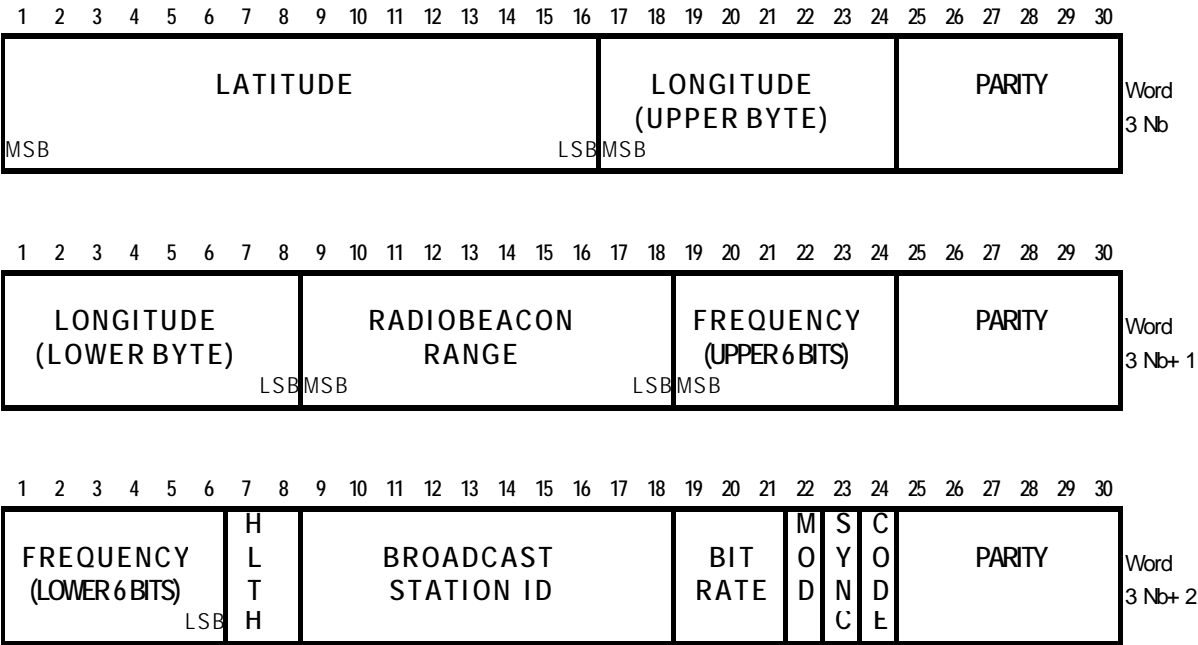 1 2 3 4 5 6 7 8 9 10 11 12 13 14 15 16 17 18 19 20 21 22 23 24 25 26 27 28 29 30
LATITUDE LONGITUDE PARITY Word
(UPPER BYTE) 3 Nb
MSB LSB MSB
1 2 3 4 5 6 7 8 9 10 11 12 13 14 15 16 17 18 19 20 21 22 23 24 25 26 27 28 29 30
LONGITUDE RADIOBEACON FREQUENCY PARITY Word
(LOWER BYTE) RANGE (UPPER 6 BITS) 3 Nb+ 1
LSB MSB LSB MSB
1 2 3 4 5 6 7 8 9 10 11 12 13 14 15 16 17 18 19 20 21 22 23 24 25 26 27 28 29 30
FREQUENCY HLTH BROADCAST BIT MOD SYNC CODE PARITY Word
(LOWER 6 BITS) STATION ID RATE 3 Nb+ 2
LSB